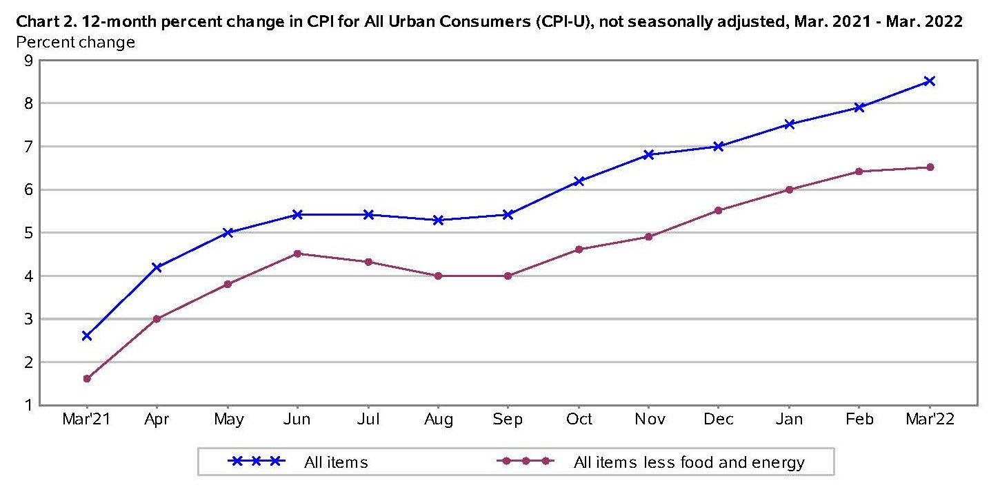 Chart 2. 12-month percent change in CPI for All Urban Consumers (CPI-U), not seasonally adjusted, Mar. 2021 - Mar. 2022
Percent change
9
8
7
6
5
4
3
2
1
Mar'21 Apr May Jun Jul Aug Sep Oct Nov Dec Jan Feb Mar'22
All items All items less food and energy